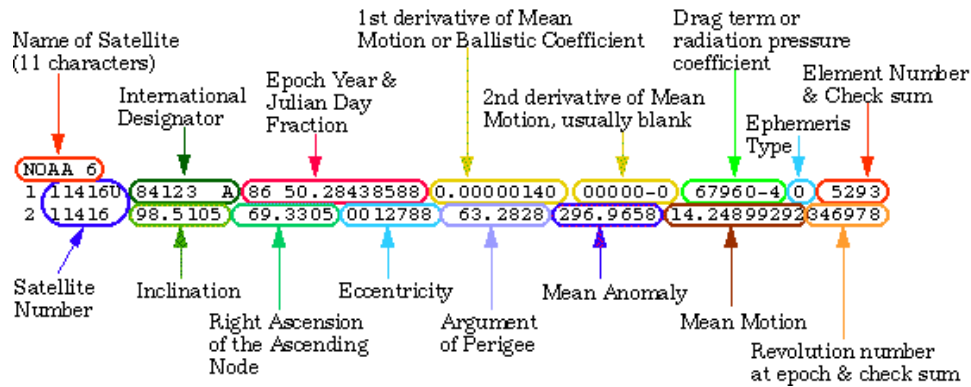 Name of Satellite
(11 characters)
International
Designator
Epoch Year &
Julian Day
Fraction
1st derivative of Mean
Motion or Ballistic Coefficient
2nd derivative of Mean
Motion, usually blank
Drag term or
radiation pressure
coefficient
Ephemeris
Type
Element Number
& Check sum
NOAA 6
1 11416U 84123 A 86 50.28438588 0.00000140 00000-0 67960-4 0 5293
2 11416 98.5105 69.3305 0012788 63.2828 296.9658 14.24899292 346978
Satellite
Number
Inclination
Right Ascension
of the Ascending
Node
Eccentricity
Argument
of Perigee
Mean Anomaly
Mean Motion
Revolution number
at epoch & check sum